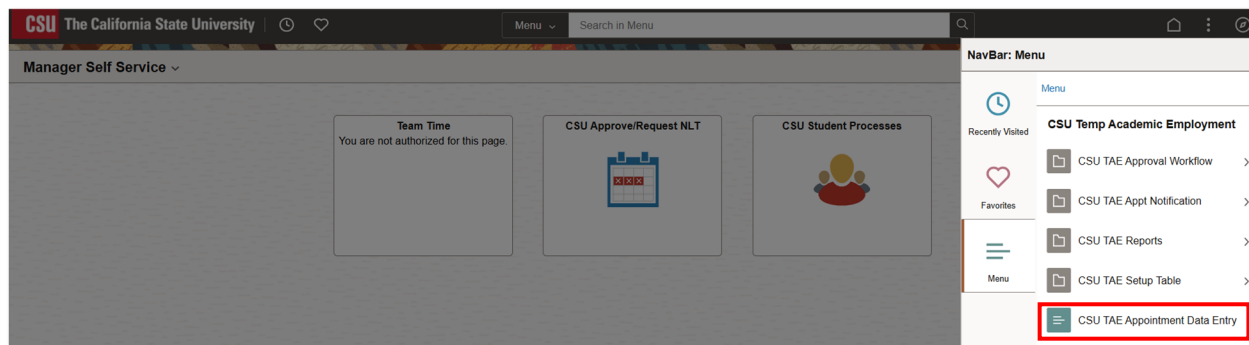 CSU The California State University
Menu
Search in Menu
Manager Self Service
Team Time
You are not authorized for this page.
CSU Approve/Request NLT
XXX
CSU Student Processes
NavBar: Menu
Recently Visited
Favorites
Menu
Menu
CSU Temp Academic Employment
CSU TAE Approval Workflow
CSU TAE Appt Notification
CSU TAE Reports
CSU TAE Setup Table
CSU TAE Appointment Data Entry